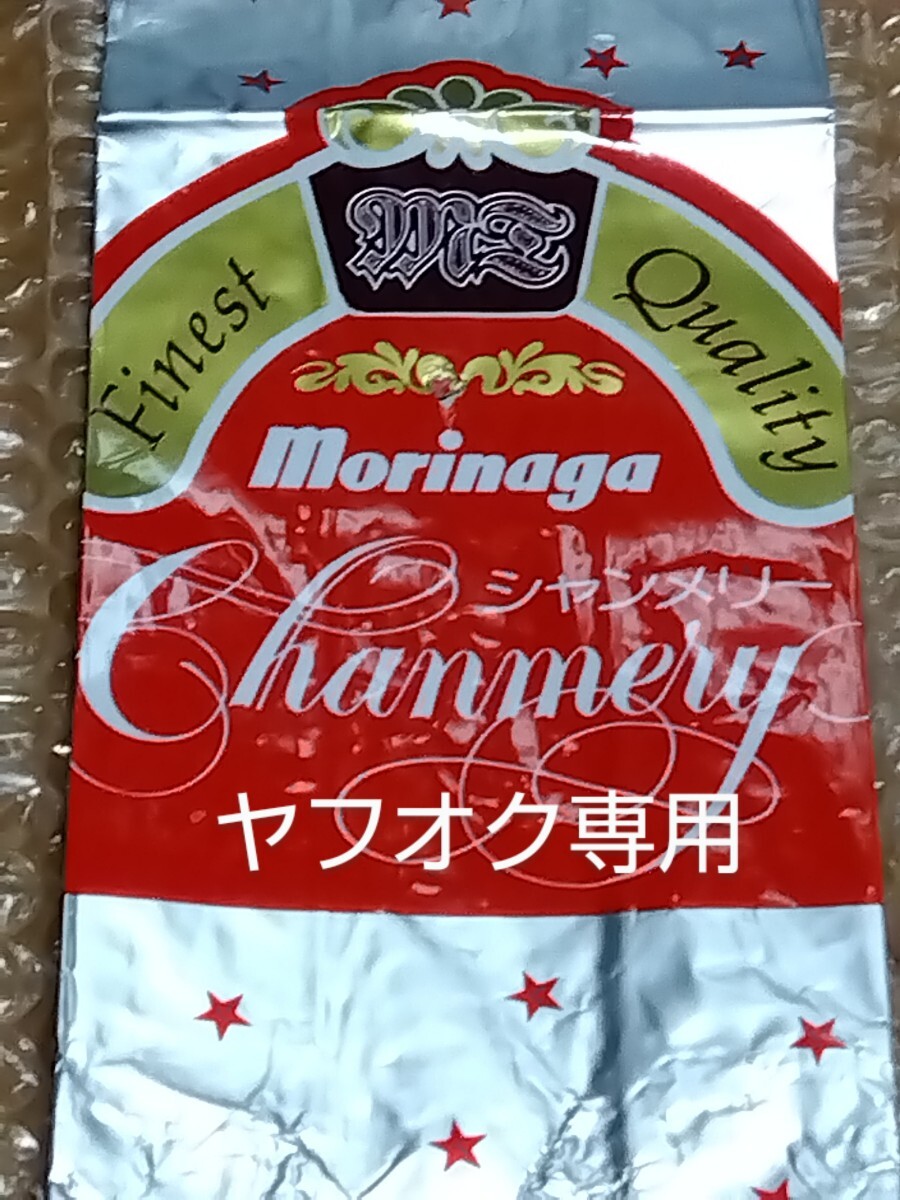 Finest
Quality
morinaga
シャンメリー
Chanmery
ヤフオク専用